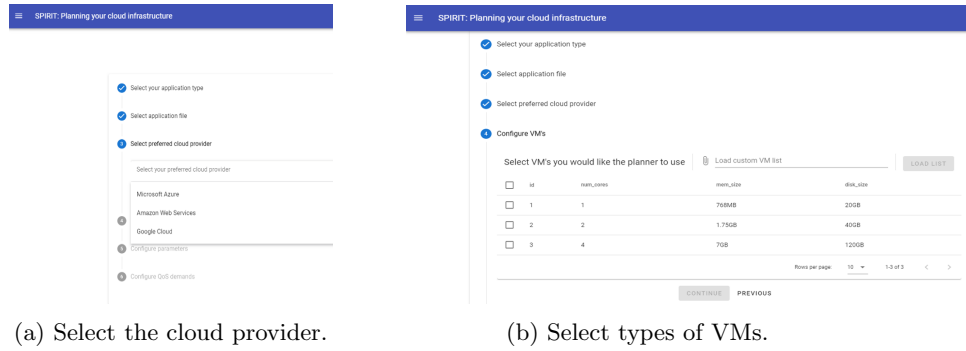 SPIRIT: Planning your cloud infrastructure
Select your application type
Select application file
3 Select preferred cloud provider
Select your preferred cloud provider
Microsoft Azure
Amazon Web Services
Google Cloud
4
5 Configure parameters
6 Configure QoS demands
(a) Select the cloud provider.
SPIRIT: Planning your cloud infrastructure
Select your application type
Select application file
Select preferred cloud provider
4 Configure VM's
Select VM's you would like the planner to use Load custom VM list LOAD LIST
id num_cores mem_size disk_size
1 1 768MB 20GB
2 2 1.75GB 40GB
3 4 7GB 120GB
Rows per page: 10 1-3 of 3
CONTINUE PREVIOUS
(b) Select types of VMs.